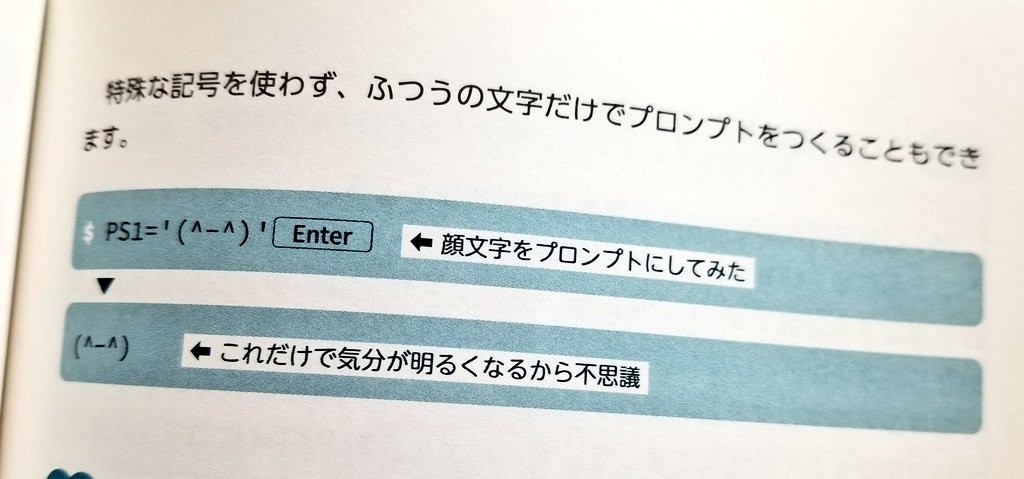 特殊な記号を使わず、ふつうの文字だけでプロンプトをつくることもでき
ます。
$ PS1='(^-^)' Enter ← 顔文字をプロンプトにしてみた
▼
(^-^) ← これだけで気分が明るくなるから不思議